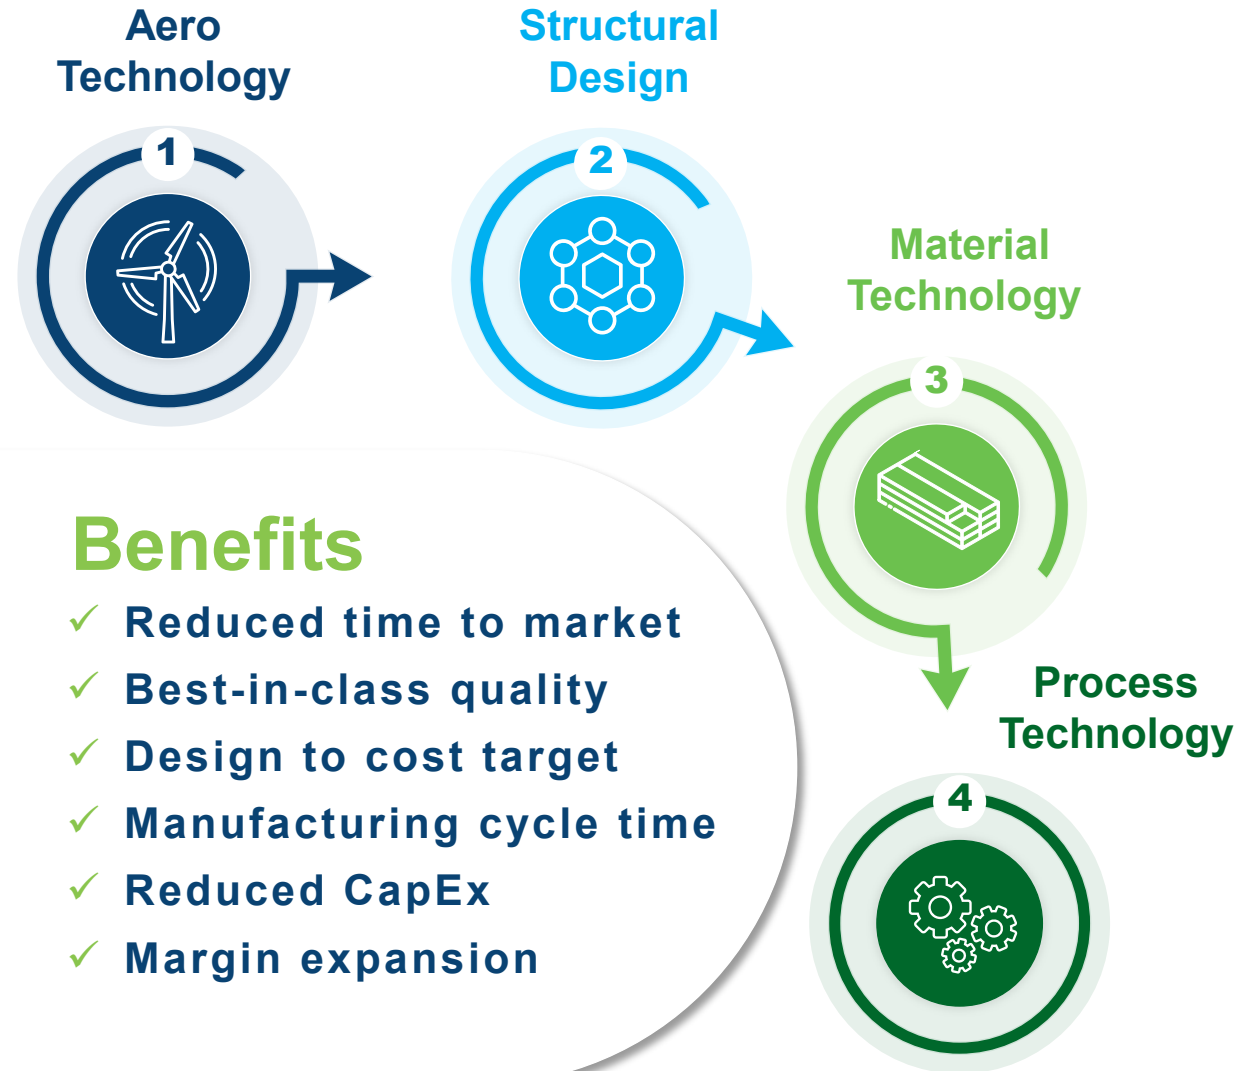 Aero
Technology
1
Structural
Design
2
Material
Technology
3
Process
Technology
4
Benefits
✓ Reduced time to market
✓ Best-in-class quality
✓ Design to cost target
✓ Manufacturing cycle time
✓ Reduced CapEx
✓ Margin expansion